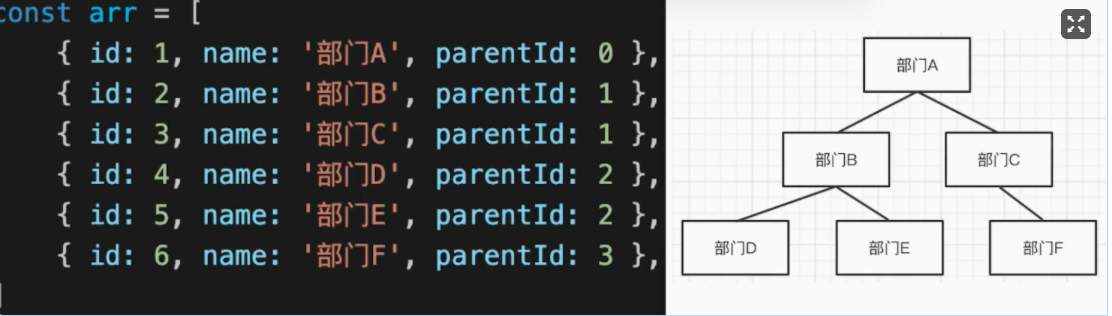 const arr = [
{ id: 1, name: '部门A', parentId: 0 },
{ id: 2, name: '部门B', parentId: 1 },
{ id: 3, name: '部门C', parentId: 1 },
{ id: 4, name: '部门D', parentId: 2 },
{ id: 5, name: '部门E', parentId: 2 },
{ id: 6, name: '部门F', parentId: 3 },
部门A
部门B 部门C
部门D 部门E 部门F